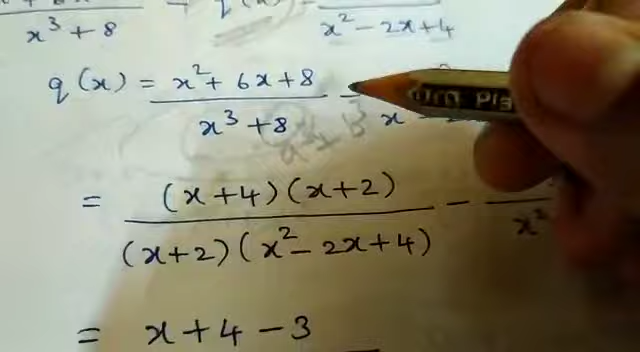 x³ + 8 q(x) x² - 2x + 4
q(x) = x² + 6x + 8 / x³ + 8 -
= (x + 4)(x + 2) / (x + 2)(x² - 2x + 4) -
= x + 4 - 3